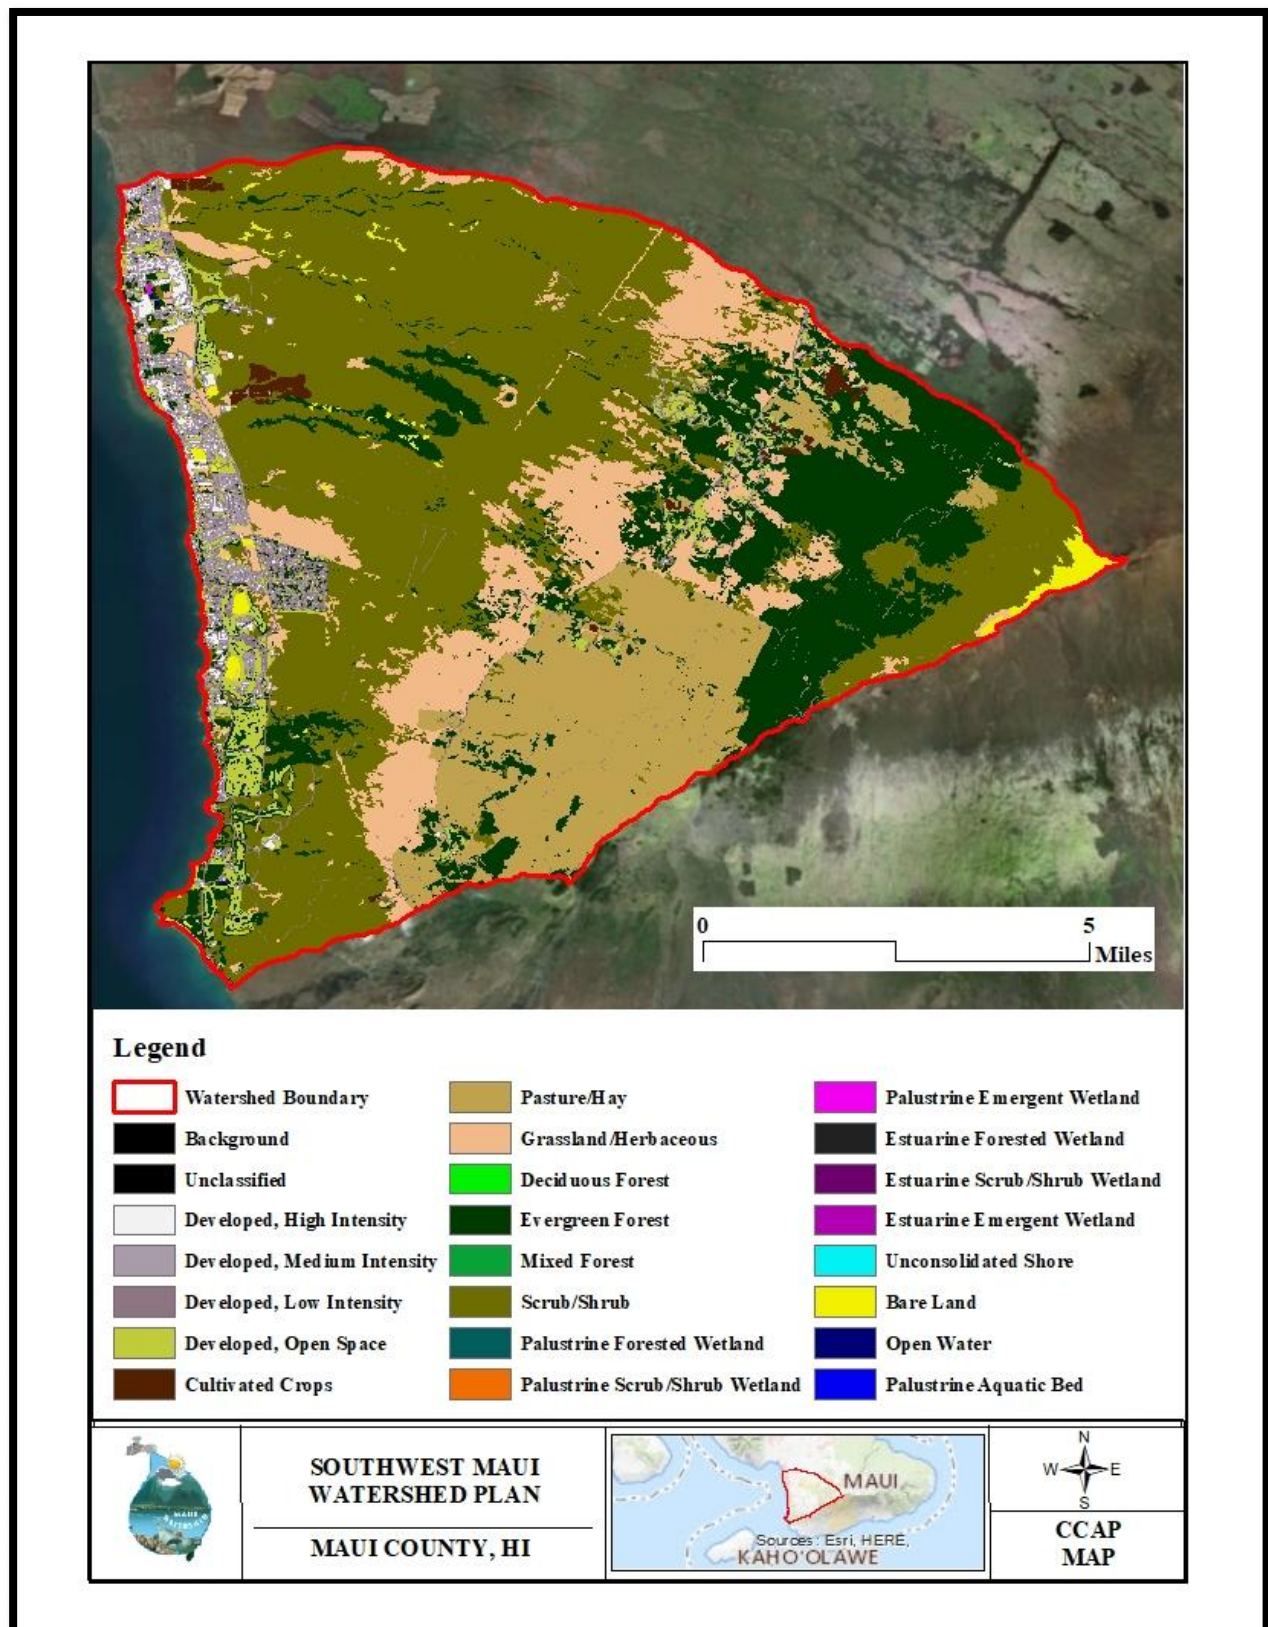 0 5
Miles
Legend
Watershed Boundary
Background
Unclassified
Developed, High Intensity
Developed, Medium Intensity
Developed, Low Intensity
Developed, Open Space
Cultivated Crops
Pasture/Hay
Grassland/Herbaceous
Deciduous Forest
Evergreen Forest
Mixed Forest
Scrub/Shrub
Palustrine Forested Wetland
Palustrine Scrub/Shrub Wetland
Palustrine Emergent Wetland
Estuarine Forested Wetland
Estuarine Scrub/Shrub Wetland
Estuarine Emergent Wetland
Unconsolidated Shore
Bare Land
Open Water
Palustrine Aquatic Bed
MAUI
WATERSHED
SOUTHWEST MAUI
WATERSHED PLAN
MAUI COUNTY, HI
MAUI
Sources: Esri, HERE,
KAHO'OLAWE
N
W E
S
CCAP
MAP